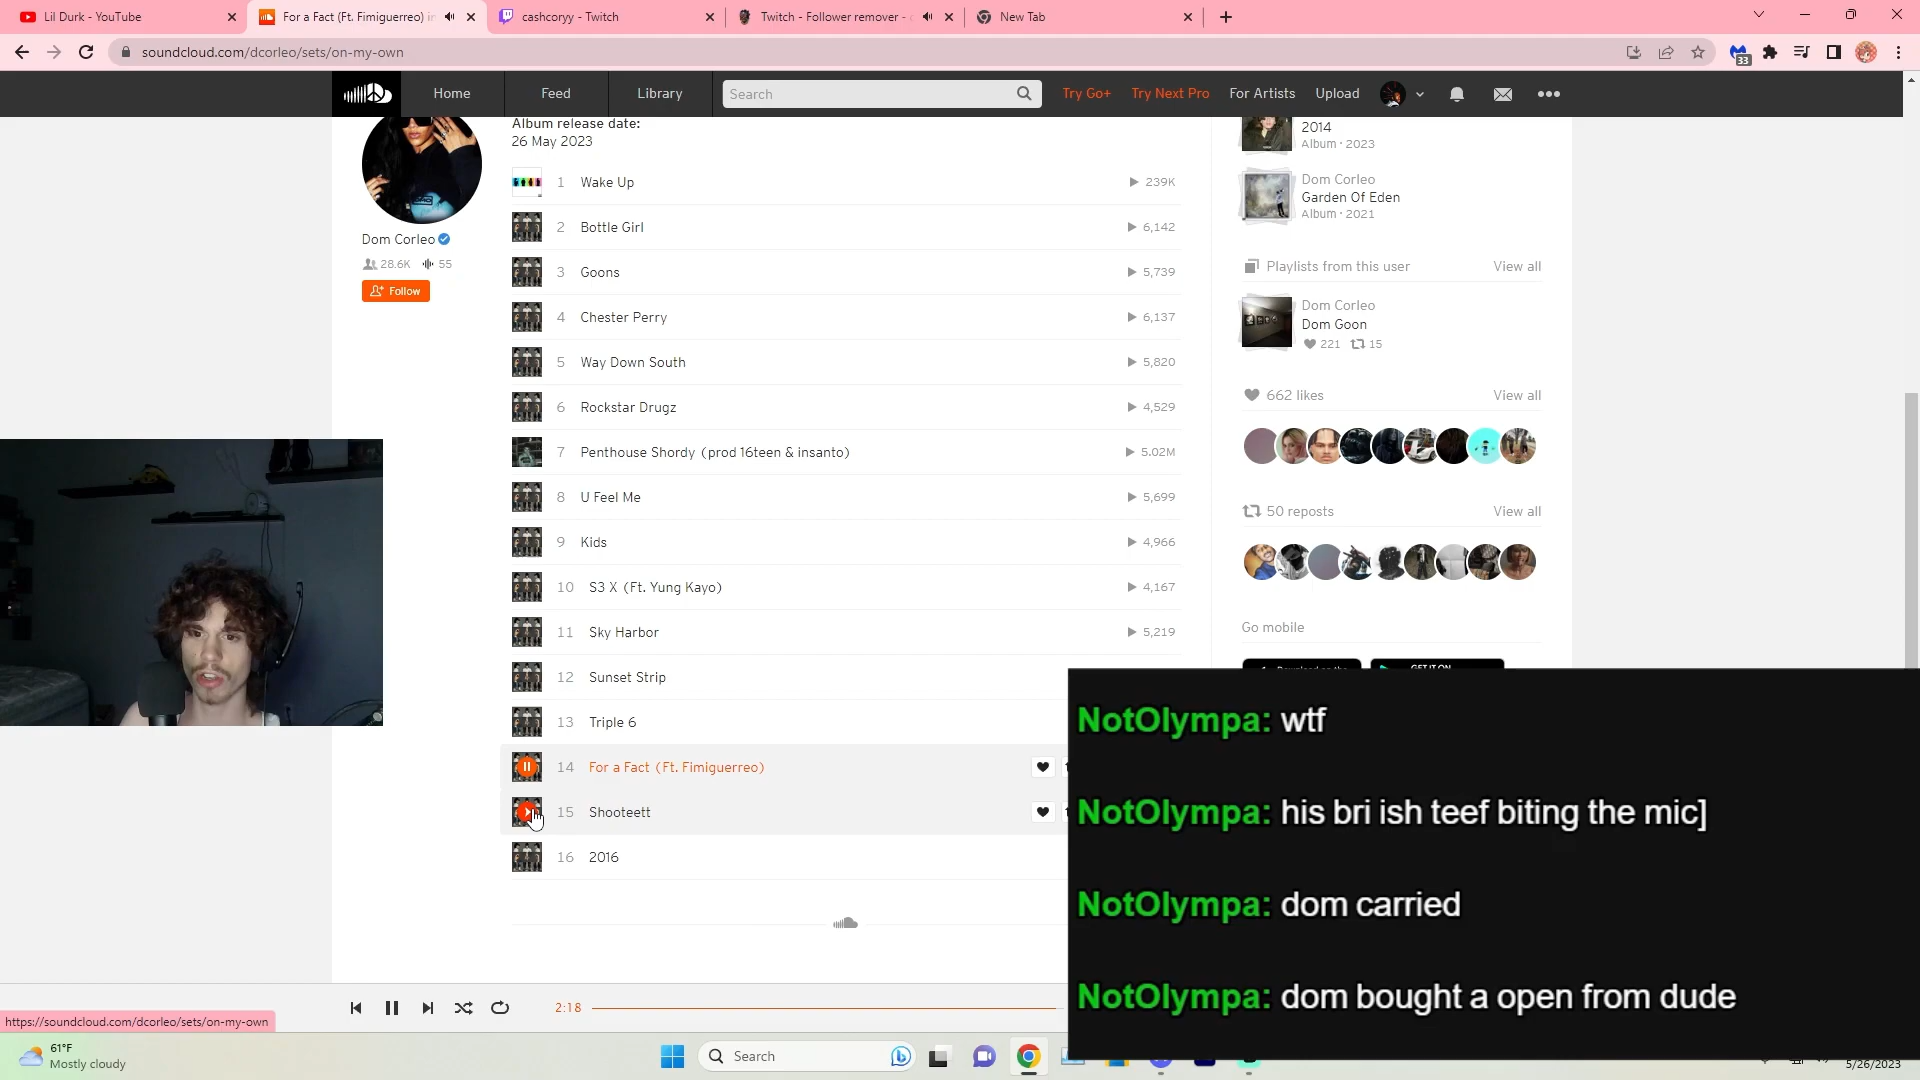 Lil Durk - YouTube
For a Fact (Ft. Fimiguerreo) in
cashcoryy - Twitch
Twitch - Follower remover -
New Tab
soundcloud.com/dcorleo/sets/on-my-own
33
Home
Feed
Library
Search
Try Go+
Try Next Pro
For Artists
Upload
Album release date:
26 May 2023
Dom Corleo
28.6K 55
Follow
1 Wake Up 239K
2 Bottle Girl 6,142
3 Goons 5,739
4 Chester Perry 6,137
5 Way Down South 5,820
6 Rockstar Drugz 4,529
7 Penthouse Shordy (prod 16teen & insanto) 5.02M
8 U Feel Me 5,699
9 Kids 4,966
10 S3 X (Ft. Yung Kayo) 4,167
11 Sky Harbor 5,219
12 Sunset Strip
13 Triple 6
14 For a Fact (Ft. Fimiguerreo)
15 Shooteett
16 2016
2014
Album · 2023
Dom Corleo
Garden Of Eden
Album · 2021
Playlists from this user View all
Dom Corleo
Dom Goon
221 15
662 likes View all
50 reposts View all
Go mobile
GET IT ON
NotOlympa: wtf
NotOlympa: his bri ish teef biting the mic]
NotOlympa: dom carried
NotOlympa: dom bought a open from dude
2:18
https://soundcloud.com/dcorleo/sets/on-my-own
61°F
Mostly cloudy
Search
5/26/2023